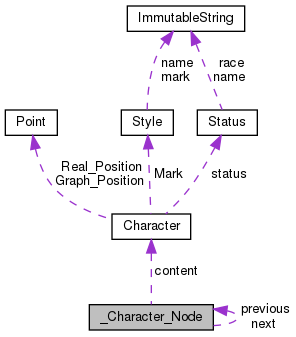 ImmutableString
name
mark
race
name
Point
Style
Status
Real_Position
Graph_Position
Mark
status
Character
content
_Character_Node
previous
next